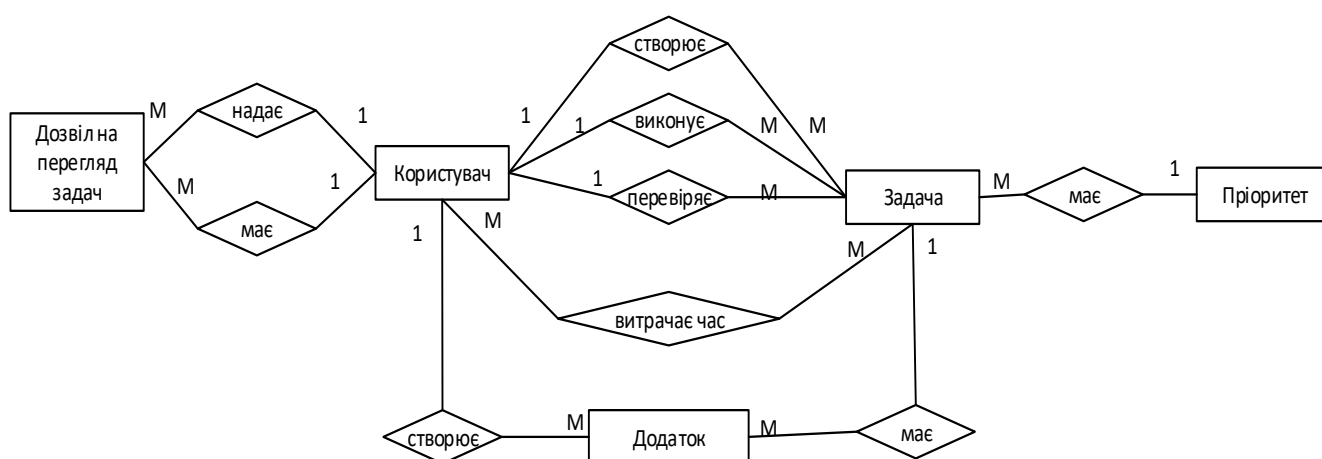 створює
М
надає
1
1
1
виконує
М
М
Дозвіл на
перегляд
задач
Користувач
М
1
1
перевіряє
М
Задача
М
має
1
Пріоритет
має
1
М
М
1
витрачає час
створює
М
Додаток
М
має